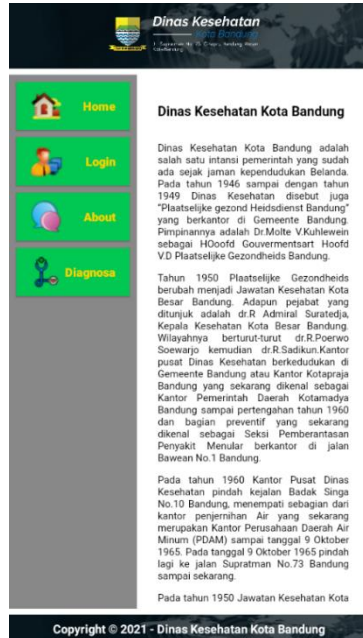 Dinas Kesehatan
Kota Bandung
Home
Login
About
Diagnosa
Dinas Kesehatan Kota Bandung
Dinas Kesehatan Kota Bandung adalah
salah satu intansi pemerintah yang sudah
ada sejak jaman kependudukan Belanda.
Pada tahun 1946 sampai dengan tahun
1949 Dinas Kesehatan disebut juga
"Plaatselijke gezond Heidsdienst Bandung"
yang berkantor di Gemeente Bandung.
Pimpinannya adalah Dr.Molte V.Kuhlewein
sebagai HOoofd Gouvermentsart Hoofd
V.D Plaatselijke Gezondheids Bandung.
Tahun 1950 Plaatselijke Gezondheids
berubah menjadi Jawatan Kesehatan Kota
Besar Bandung. Adapun pejabat yang
ditunjuk adalah dr.R Admiral Suratedja,
Kepala Kesehatan Kota Besar Bandung.
Wilayahnya berturut-turut dr.R.Poerwo
Soewarjo kemudian dr.R.Sadikun.Kantor
pusat Dinas Kesehatan berkedudukan di
Gemeente Bandung atau Kantor Kotapraja
Bandung yang sekarang dikenal sebagai
Kantor Pemerintah Daerah Kotamadya
Bandung sampai pertengahan tahun 1960
dan bagian preventif yang sekarang
dikenal sebagai Seksi Pemberantasan
Penyakit Menular berkantor di jalan
Bawean No.1 Bandung.
Pada tahun 1960 Kantor Pusat Dinas
Kesehatan pindah kejalan Badak Singa
No.10 Bandung, menempati sebagian dari
kantor penjernihan Air yang sekarang
merupakan Kantor Perusahaan Daerah Air
Minum (PDAM) sampai tanggal 9 Oktober
1965. Pada tanggal 9 Oktober 1965 pindah
lagi ke jalan Supratman No.73 Bandung
sampai sekarang.
Pada tahun 1950 Jawatan Kesehatan Kota
Copyright © 2021 - Dinas Kesehatan Kota Bandung